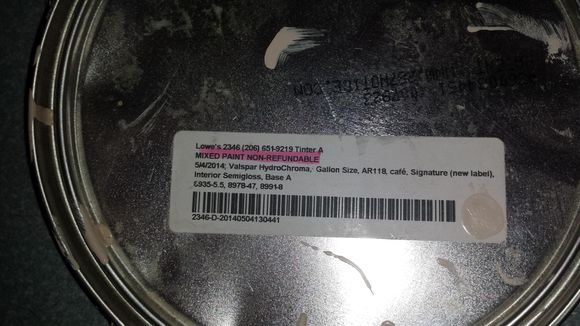 Lowe's 2346 (206) 651-9219 Tinter A
MIXED PAINT NON-REFUNDABLE
5/4/2014; Valspar HydroChroma, Gallon Size, AR118, café, Signature (new label),
Interior Semigloss, Base A
6935-5.5, 8978-47, 8991-8
2346-D-20140504130441